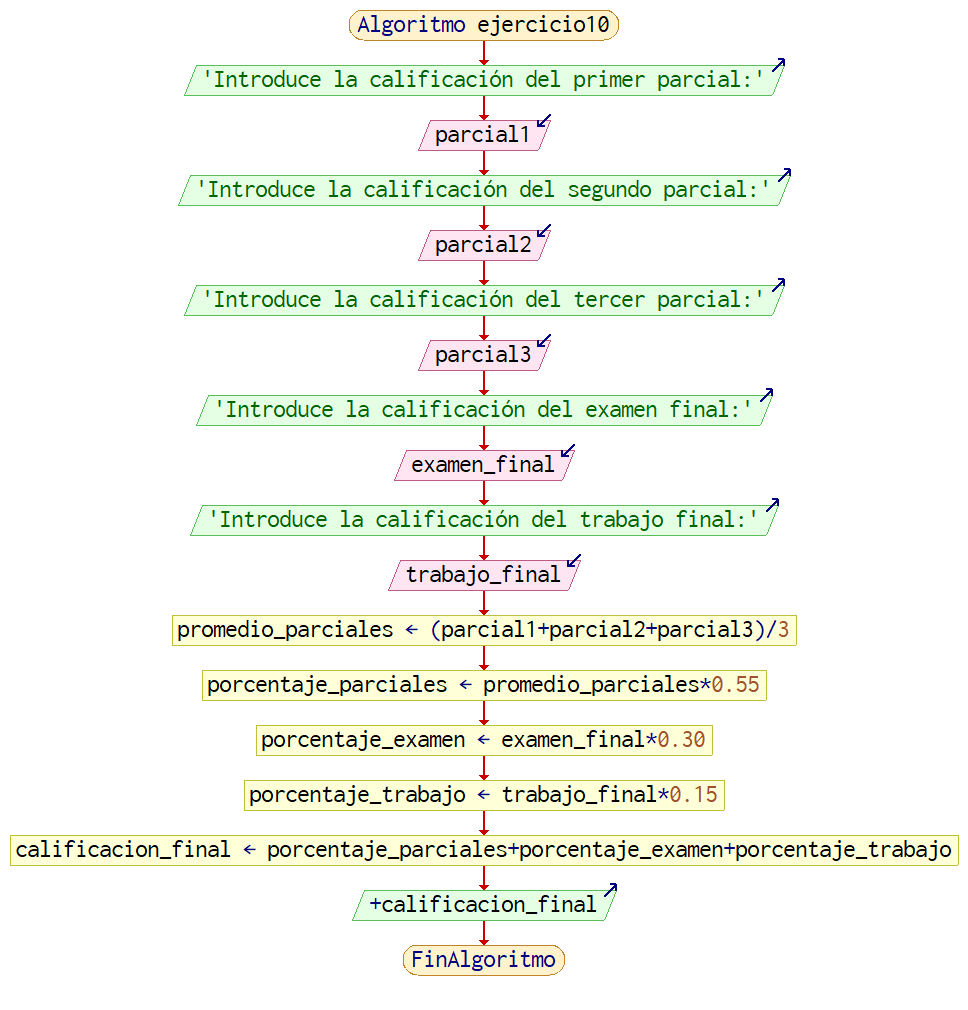 Algoritmo ejercicio10
'Introduce la calificación del primer parcial:'
parcial1
'Introduce la calificación del segundo parcial:'
parcial2
'Introduce la calificación del tercer parcial:'
parcial3
'Introduce la calificación del examen final:'
examen_final
'Introduce la calificación del trabajo final:'
trabajo_final
promedio_parciales ← (parcial1+parcial2+parcial3)/3
porcentaje_parciales ← promedio_parciales*0.55
porcentaje_examen ← examen_final*0.30
porcentaje_trabajo ← trabajo_final*0.15
calificacion_final ← porcentaje_parciales+porcentaje_examen+porcentaje_trabajo
+calificacion_final
FinAlgoritmo